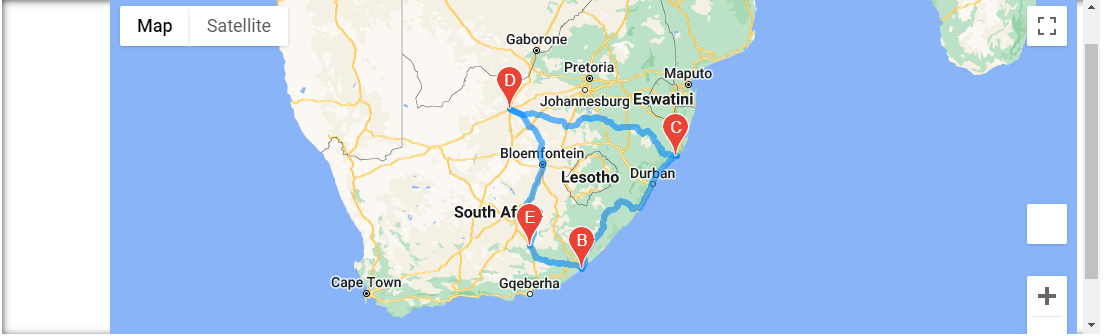 Map
Satellite
Gaborone
D
Pretoria
Maputo
Johannesburg
Eswatini
C
Bloemfontein
Lesotho
Durban
South Af
E
B
Cape Town
Gqeberha